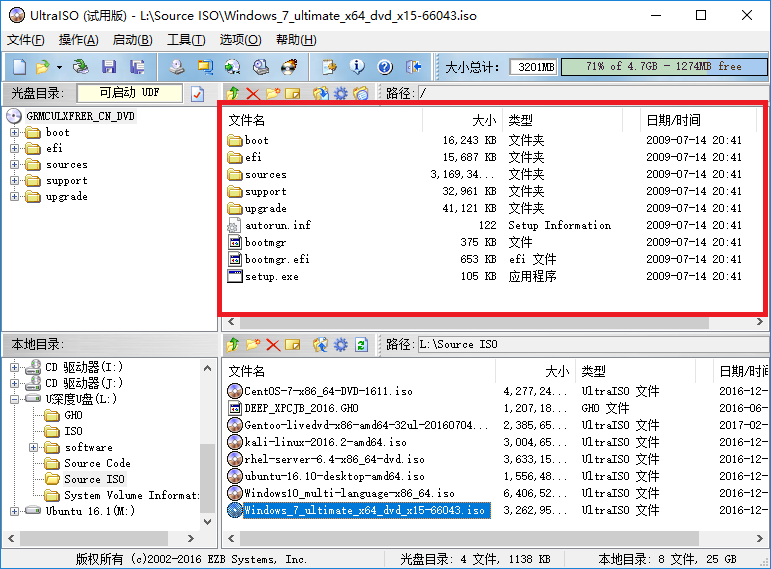 UltraISO (试用版) - L:\Source ISO\Windows_7_ultimate_x64_dvd_x15-66043.iso
文件(F) 操作(A) 启动(B) 工具(T) 选项(O) 帮助(H)
大小总计: 3201MB 71% of 4.7GB - 1274MB free
光盘目录: 可启动 UDF 路径: /
GRMCULXFRER_CN_DVD
boot
efi
sources
support
upgrade
文件名 大小 类型 日期/时间
boot 16,243 KB 文件夹 2009-07-14 20:41
efi 15,687 KB 文件夹 2009-07-14 20:41
sources 3,169,34... 文件夹 2009-07-14 20:41
support 32,961 KB 文件夹 2009-07-14 20:41
upgrade 41,121 KB 文件夹 2009-07-14 20:41
autorun.inf 122 Setup Information 2009-07-14 20:41
bootmgr 375 KB 文件 2009-07-14 20:41
bootmgr.efi 653 KB efi 文件 2009-07-14 20:41
setup.exe 105 KB 应用程序 2009-07-14 20:41
本地目录: 路径: L:\Source ISO
CD 驱动器(I:)
CD 驱动器(J:)
U深度U盘(L:)
GHO
ISO
software
Source Code
Source ISO
System Volume Informat:
Ubuntu 16.1(M:)
文件名 大小 类型 日期/时间
CentOS-7-x86_64-DVD-1611.iso 4,277,24... UltraISO 文件 2016-12-
DEEP_XPCJB_2016.GHO 1,207,18... GHO 文件 2016-06-
Gentoo-livedvd-x86-amd64-32ul-20160704... 2,385,65... UltraISO 文件 2017-02-
kali-linux-2016.2-amd64.iso 3,004,65... UltraISO 文件 2016-12-
rhel-server-6.4-x86_64-dvd.iso 3,633,15... UltraISO 文件 2016-12-
ubuntu-16.10-desktop-amd64.iso 1,556,48... UltraISO 文件 2016-12-
Windows10_multi-language-x86_64.iso 6,406,52... UltraISO 文件 2016-12-
Windows_7_ultimate_x64_dvd_x15-66043.iso 3,262,95... UltraISO 文件 2016-12-
版权所有 (c)2002-2016 EZB Systems, Inc. 光盘目录: 4 文件, 1138 KB 本地目录: 8 文件, 25 GB